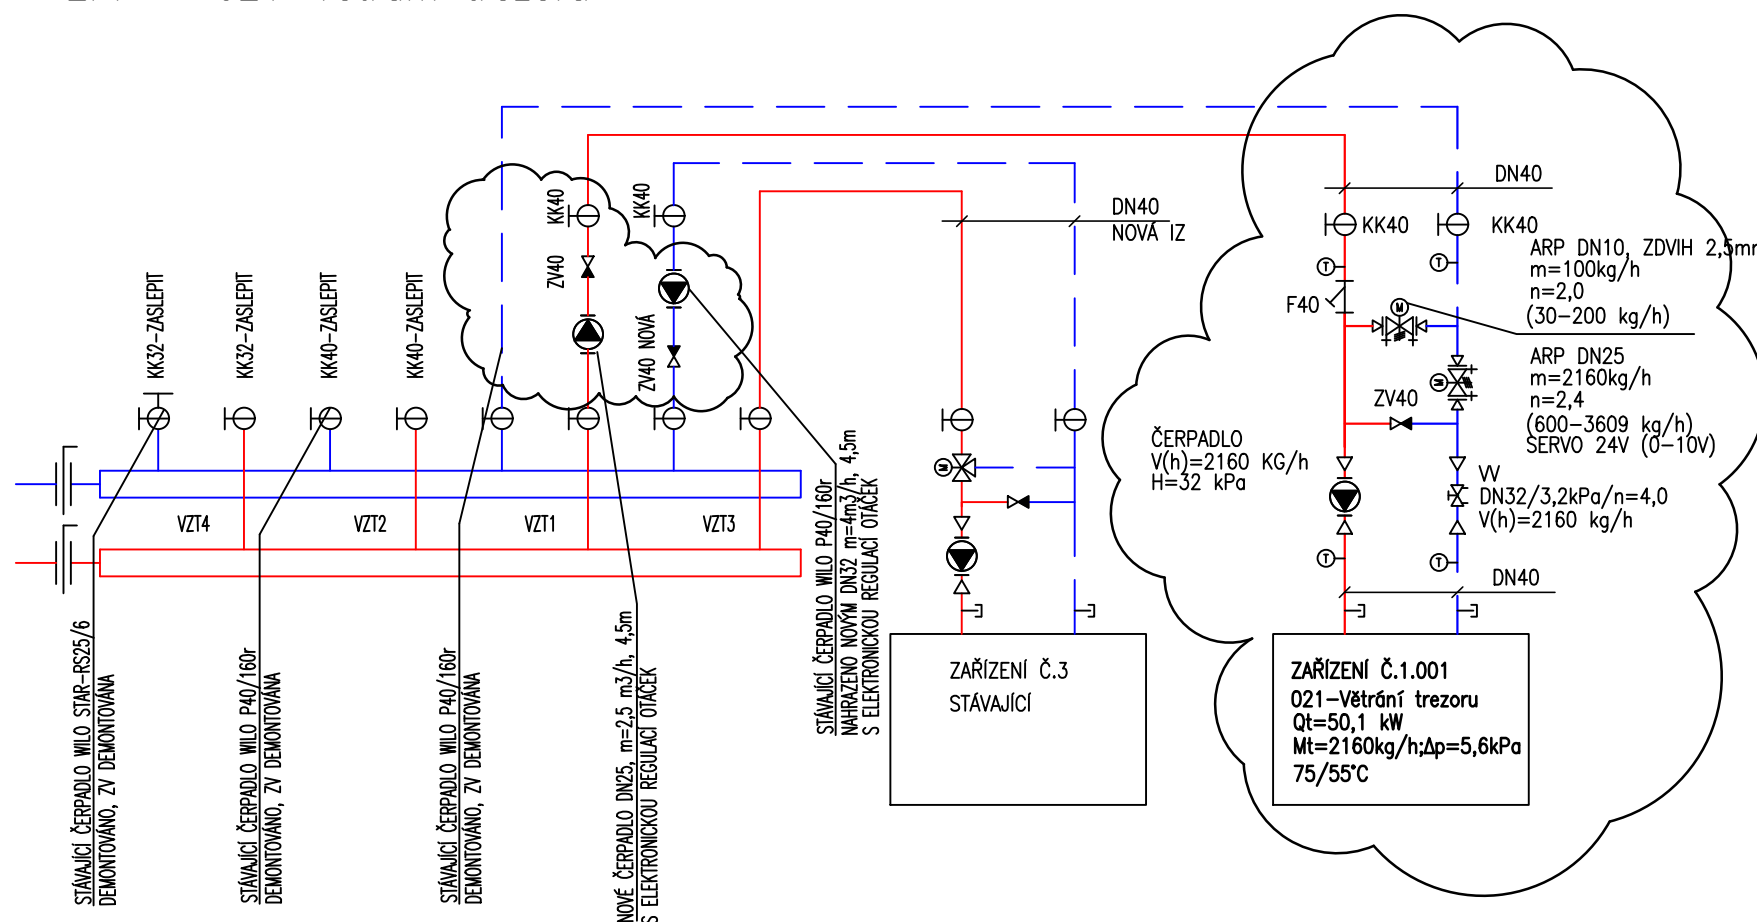 KK32-ZASLEPIT
KK32-ZASLEPIT
KK40-ZASLEPIT
KK40-ZASLEPIT
KK40
ZV40
KK40
ZV40 NOVÁ
VZT4
VZT2
VZT1
VZT3
STÁVAJÍCÍ ČERPADLO WILO STAR-RS25/6
DEMONTOVÁNO, ZV DEMONTOVÁNA
STÁVAJÍCÍ ČERPADLO WILO P40/160r
DEMONTOVÁNO, ZV DEMONTOVÁNA
STÁVAJÍCÍ ČERPADLO WILO P40/160r
DEMONTOVÁNO, ZV DEMONTOVÁNA
NOVÉ ČERPADLO DN25, m=2,5 m3/h, 4,5m
S ELEKTRONICKOU REGULACÍ OTÁČEK
STÁVAJÍCÍ ČERPADLO WILO P40/160r
NAHRAZENO NOVÝM DN32 m=4m3/h, 4,5m
S ELEKTRONICKOU REGULACÍ OTÁČEK
DN40
NOVÁ IZ
M
ZAŘÍZENÍ Č.3
STÁVAJÍCÍ
DN40
KK40
KK40
T
T
F40
M
ARP DN10, ZDVIH 2,5mm
m=100kg/h
n=2,0
(30-200 kg/h)
M
ARP DN25
m=2160kg/h
n=2,4
(600-3609 kg/h)
SERVO 24V (0-10V)
ZV40
ČERPADLO
V(h)=2160 KG/h
H=32 kPa
VV
DN32/3,2kPa/n=4,0
V(h)=2160 kg/h
T
T
DN40
ZAŘÍZENÍ Č.1.001
021-Větrání trezoru
Qt=50,1 kW
Mt=2160kg/h;Δp=5,6kPa
75/55°C